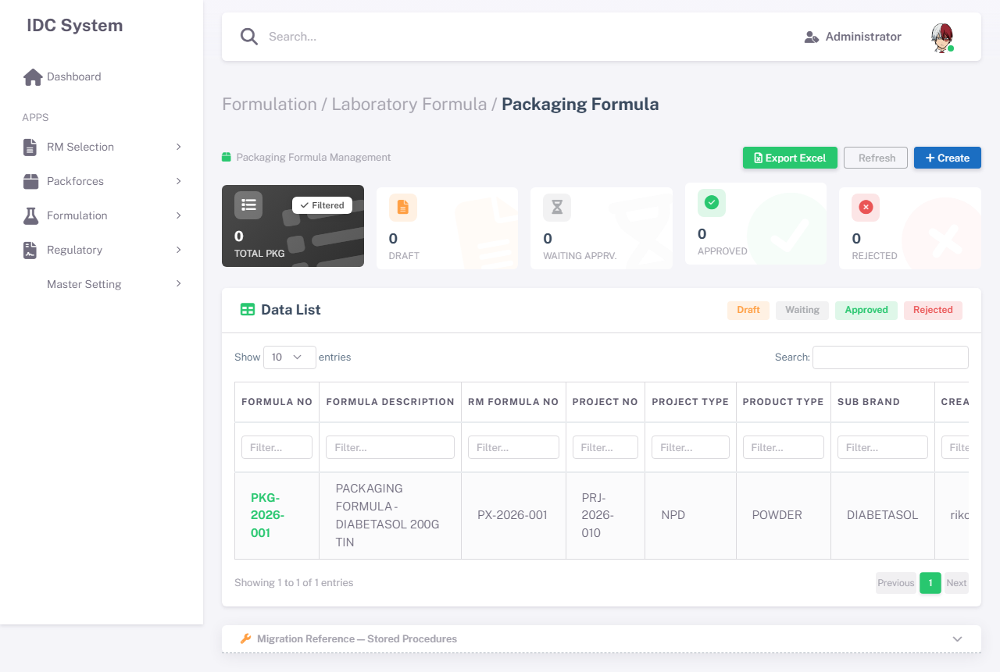 IDC System
Search...
Administrator
Dashboard
APPS
RM Selection
Packforces
Formulation
Regulatory
Master Setting
Formulation / Laboratory Formula / Packaging Formula
Packaging Formula Management
Export Excel
Refresh
Create
Filtered
0
TOTAL PKG
0
DRAFT
0
WAITING APPRV.
0
APPROVED
0
REJECTED
Data List
Draft
Waiting
Approved
Rejected
Show 10 entries
Search:
FORMULA NO FORMULA DESCRIPTION RM FORMULA NO PROJECT NO PROJECT TYPE PRODUCT TYPE SUB BRAND CREA
Filter... Filter... Filter... Filter... Filter... Filter... Filter... Filte
PKG-
2026-
001
PACKAGING
FORMULA -
DIABETASOL 200G
TIN
PX-2026-001
PRJ-
2026-
010
NPD
POWDER
DIABETASOL
riko
Showing 1 to 1 of 1 entries
Previous 1 Next
Migration Reference — Stored Procedures